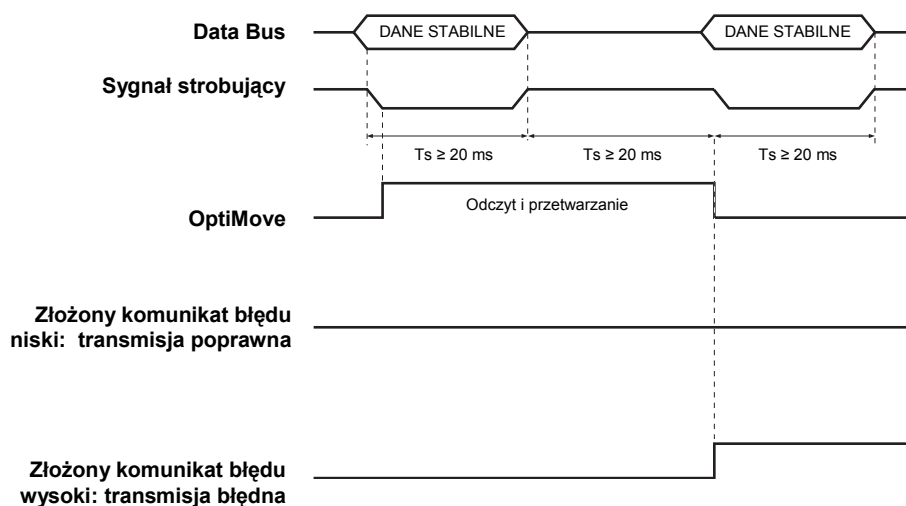 Data Bus
DANE STABILNE
DANE STABILNE
Sygnał strobujący
Ts ≥ 20 ms
Ts ≥ 20 ms
Ts ≥ 20 ms
OptiMove
Odczyt i przetwarzanie
Złożony komunikat błędu
niski: transmisja poprawna
Złożony komunikat błędu
wysoki: transmisja błędna